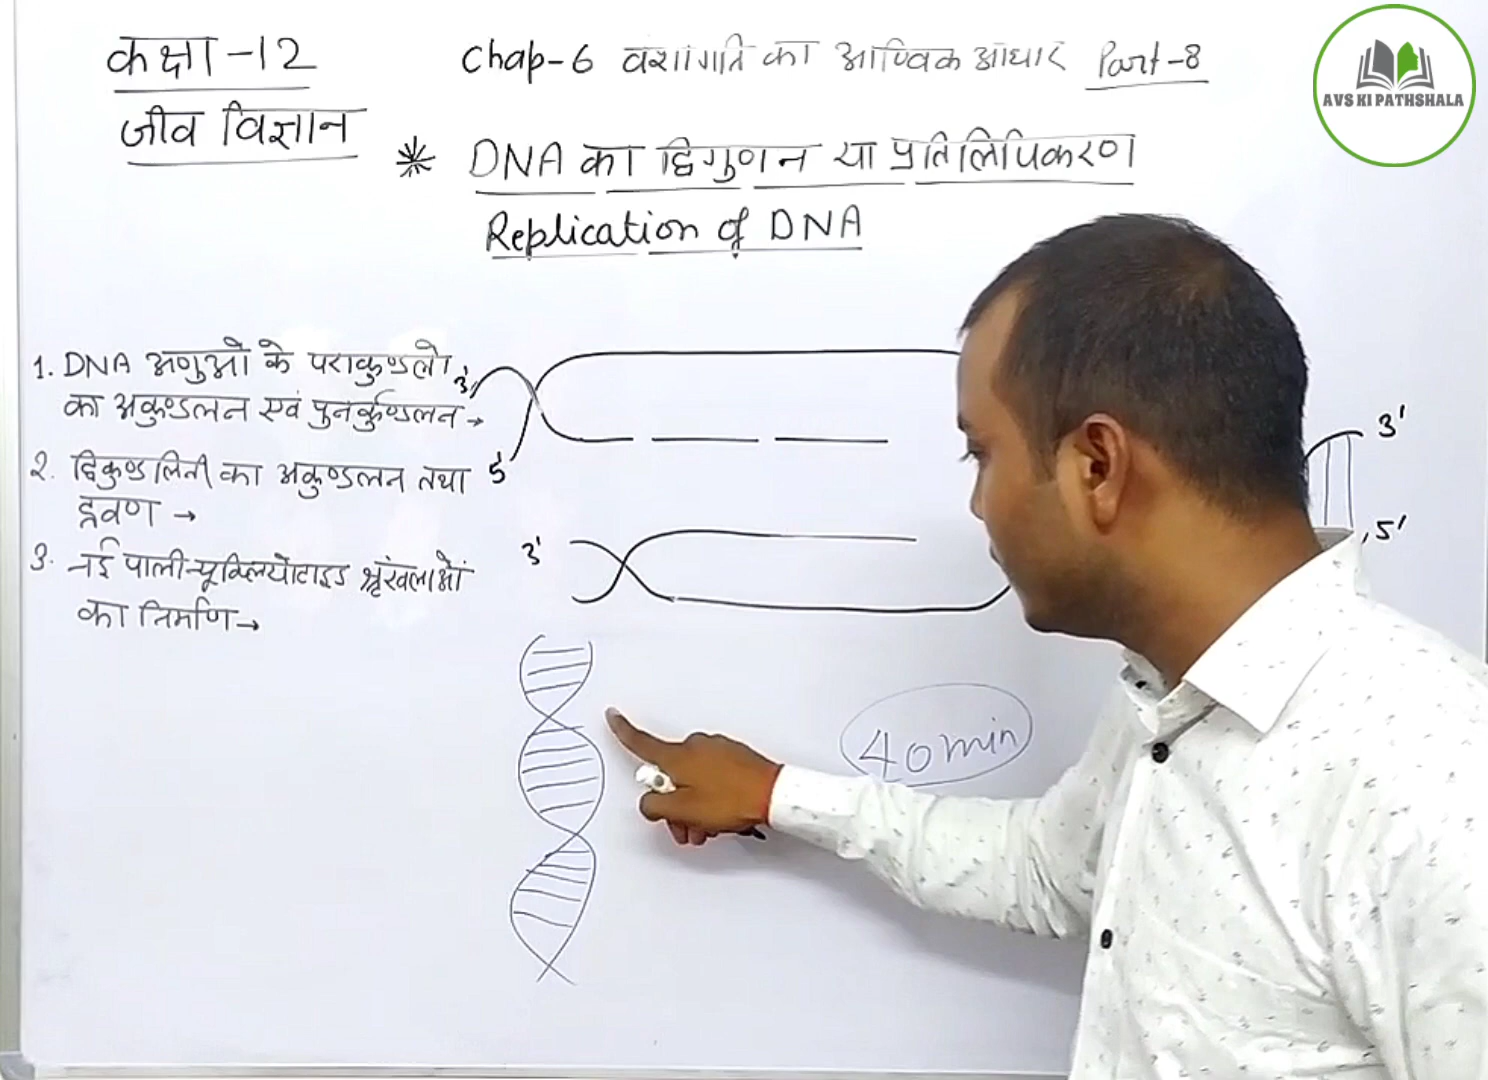 कक्षा -12
जीव विज्ञान
Chap-6 वंशागति का आण्विक आधार Part-8
AVS KI PATHSHALA
* DNA का द्विगुणन या प्रतिलिपिकरण
Replication of DNA
1. DNA अणुओ के पराकुण्डलो
का अकुण्डलन एवं पुनर्कुण्डलन →
2. द्विकुण्डलिनी का अकुण्डलन तथा
द्रवण →
3. नई पाली-यूक्लियोटाइड श्रृंखलाओं
का निर्माण →
3'
5'
3'
3'
5'
40 min